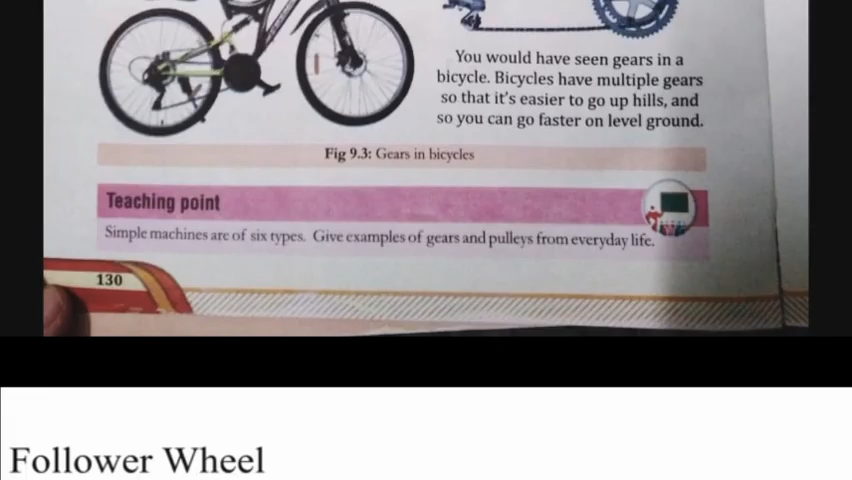 You would have seen gears in a
bicycle. Bicycles have multiple gears
so that it's easier to go up hills, and
so you can go faster on level ground.
Fig 9.3: Gears in bicycles
Teaching point
Simple machines are of six types. Give examples of gears and pulleys from everyday life.
130
Follower Wheel